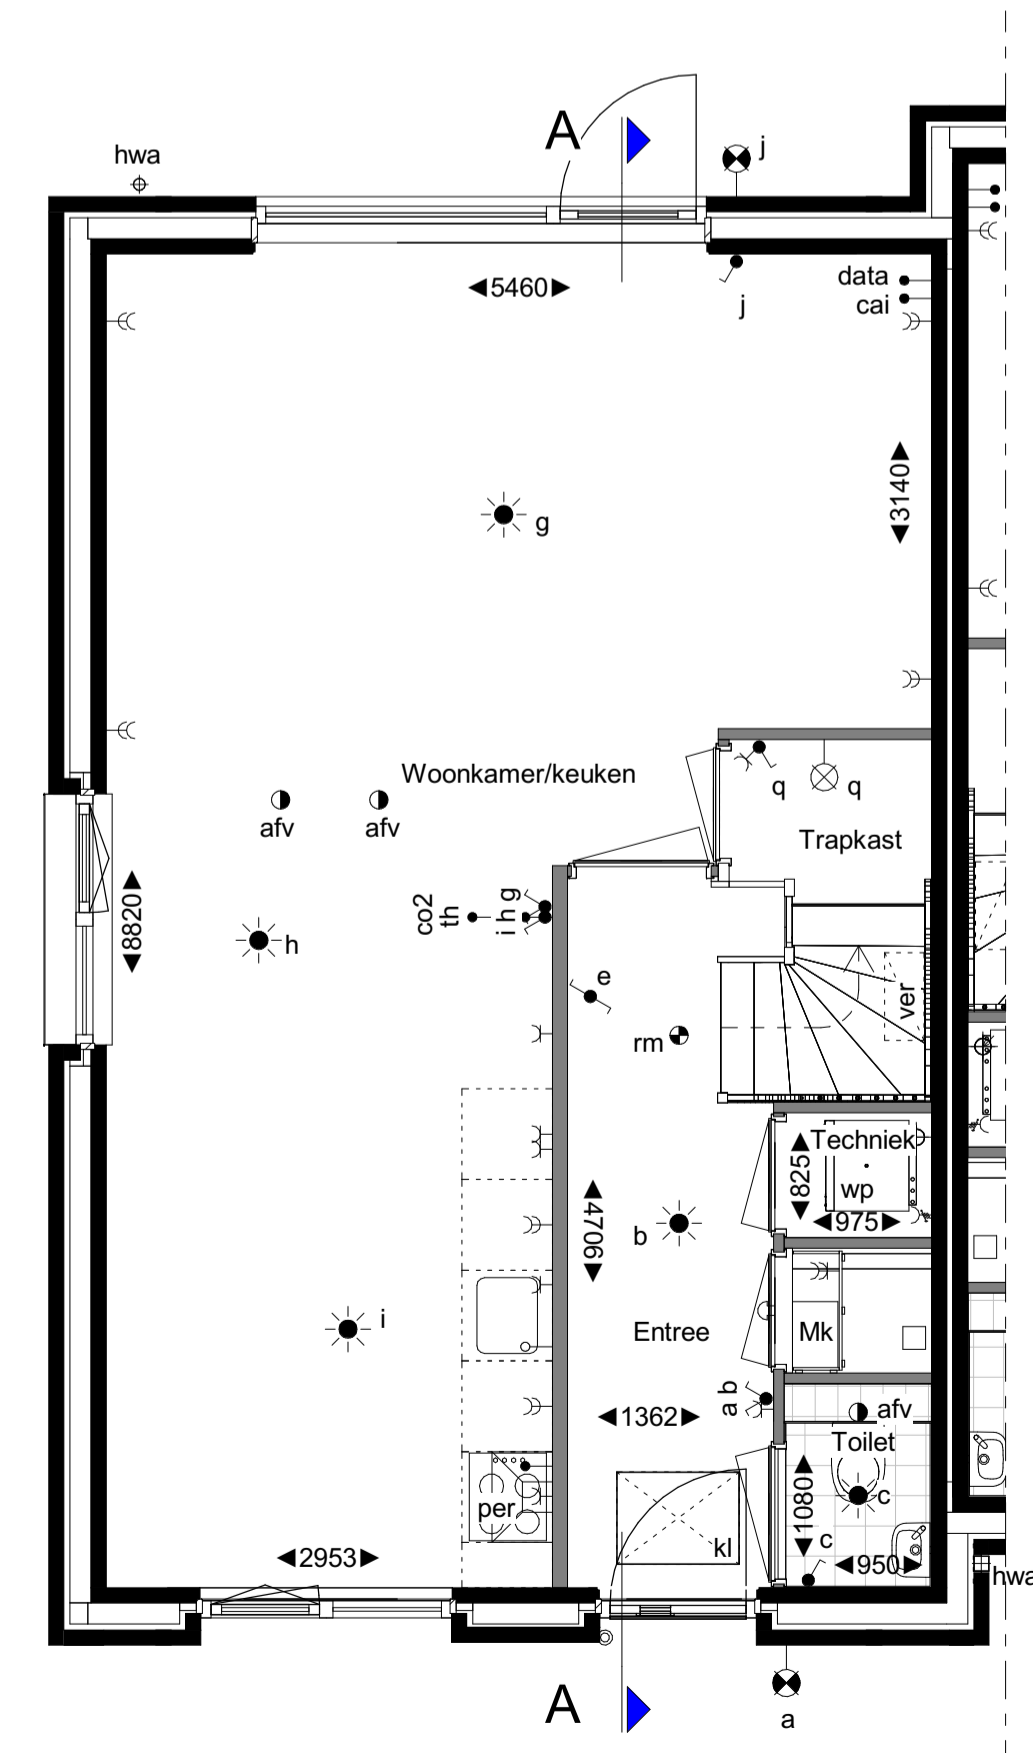 A
j
hwa
5460
data
cai
j
3140
g
Woonkamer/keuken
q
q
afv
afv
Trapkast
8820
co2
th
i h g
h
e
ver
rm
Techniek
825
wp
975
4706
b
i
Entree
Mk
a b
1362
afv
Toilet
c
1080
per
kl
c
950
2953
hwa
A
a